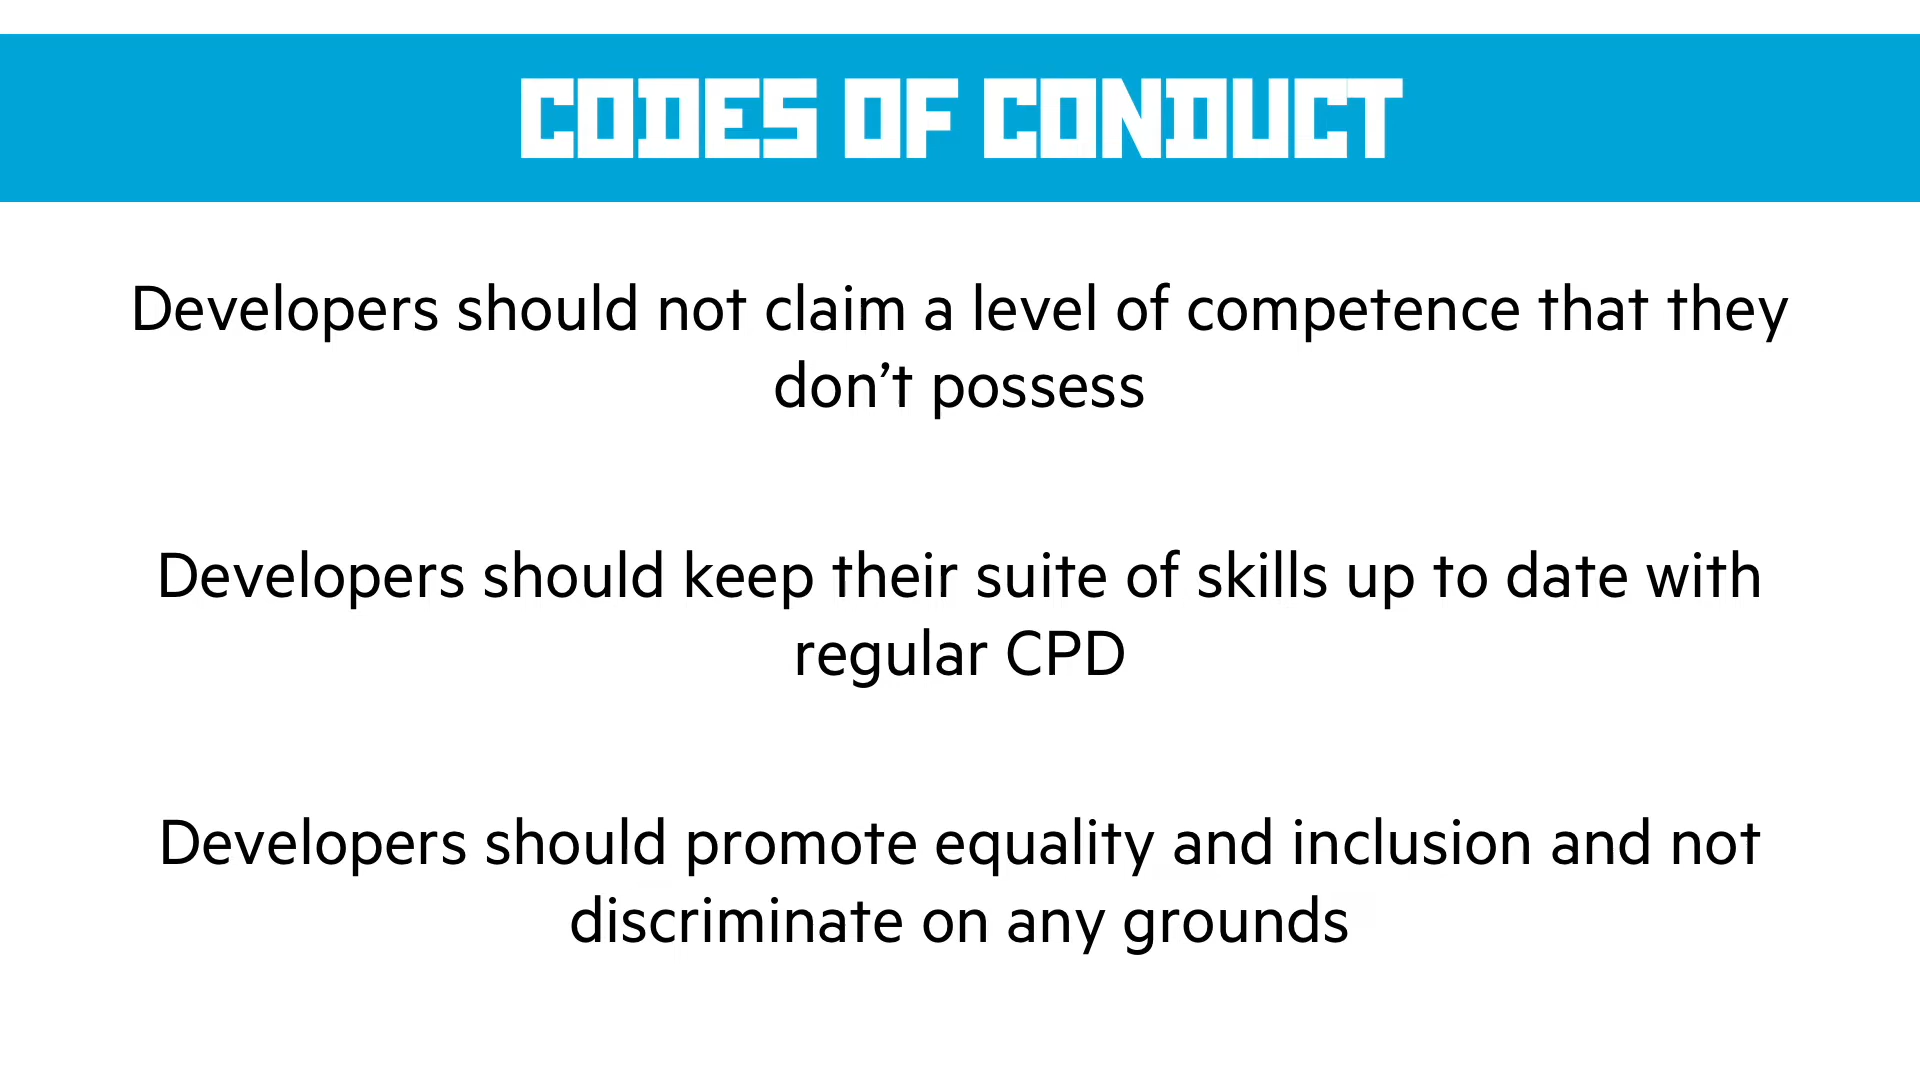 CODES OF CONDUCT
Developers should not claim a level of competence that they
don’t possess
Developers should keep their suite of skills up to date with
regular CPD
Developers should promote equality and inclusion and not
discriminate on any grounds